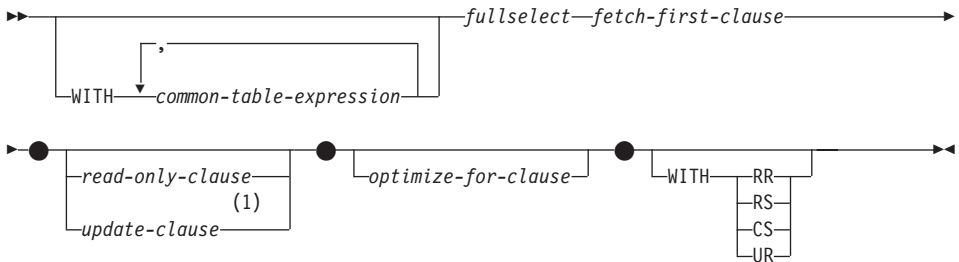 fullselect fetch-first-clause
,
WITH common-table-expression
read-only-clause
(1)
update-clause
optimize-for-clause
WITH RR
RS
CS
UR